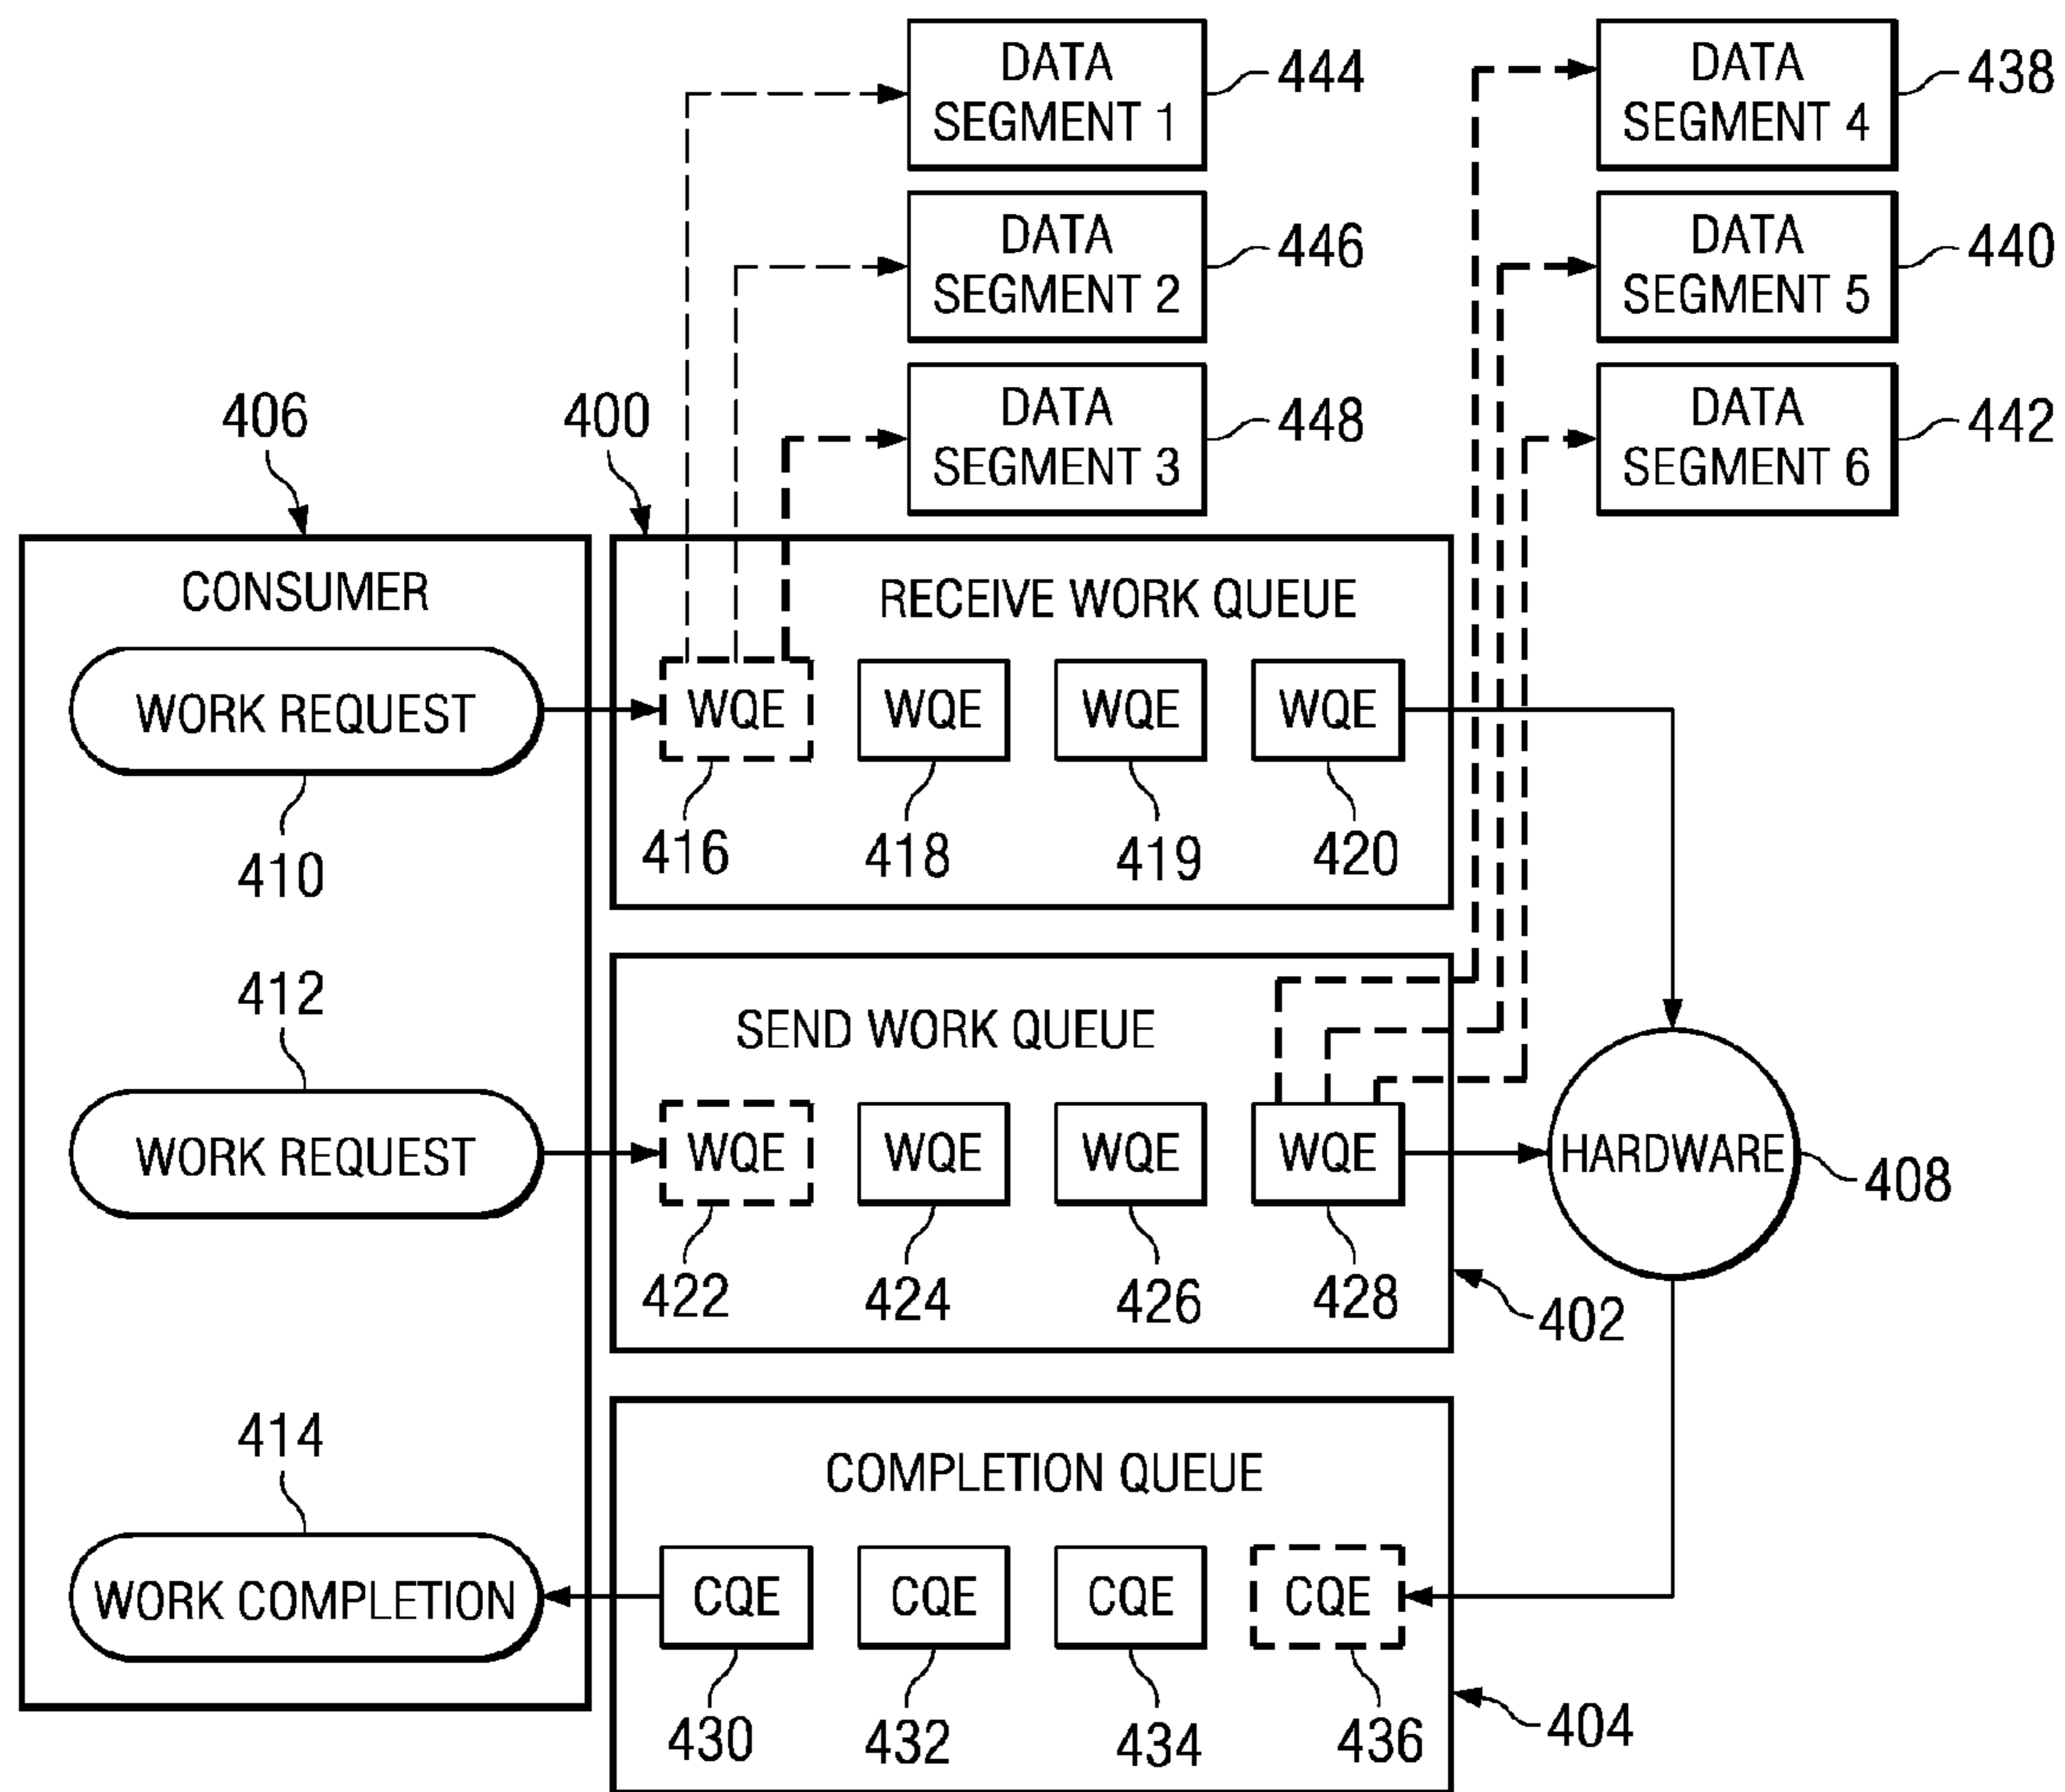 DATA
SEGMENT 1
444
DATA
SEGMENT 4
438
DATA
SEGMENT 2
446
DATA
SEGMENT 5
440
DATA
SEGMENT 3
448
DATA
SEGMENT 6
442
406
400
CONSUMER
RECEIVE WORK QUEUE
WORK REQUEST
WQE
WQE
WQE
WQE
410
416
418
419
420
412
SEND WORK QUEUE
WORK REQUEST
WQE
WQE
WQE
WQE
HARDWARE
408
422
424
426
428
402
414
COMPLETION QUEUE
WORK COMPLETION
CQE
CQE
CQE
CQE
430
432
434
436
404